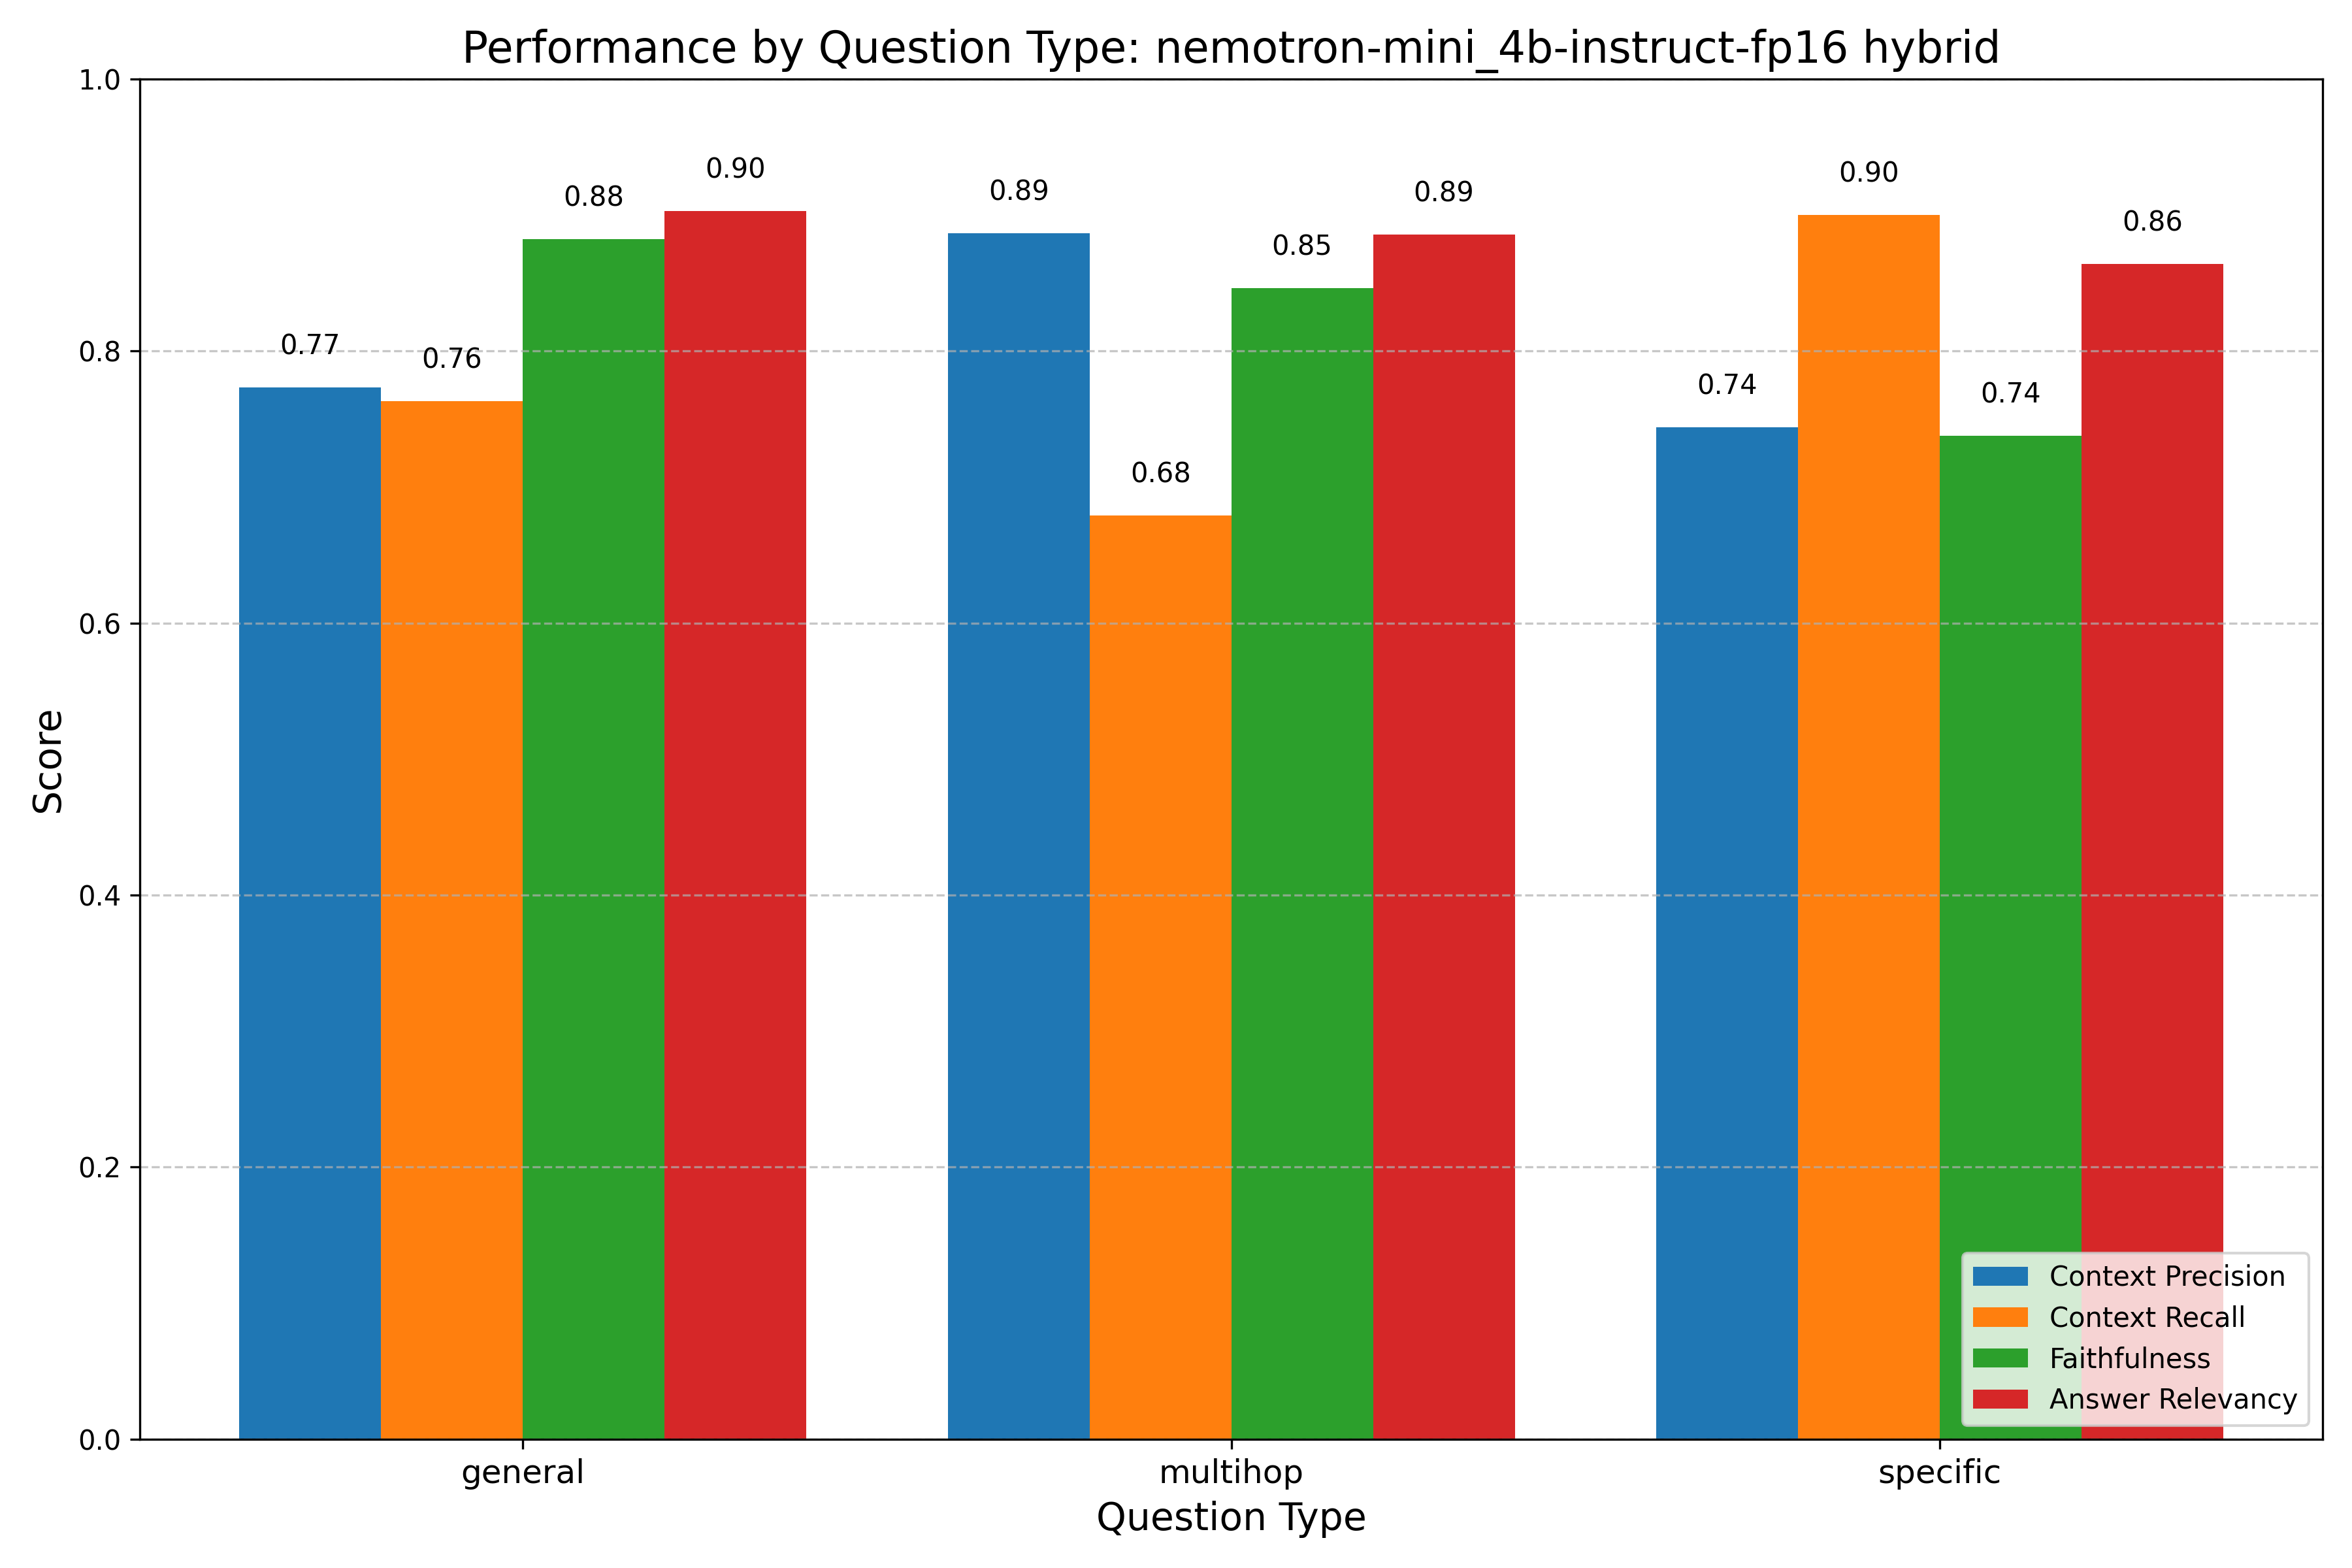 Performance by Question Type: nemotron-mini_4b-instruct-fp16 hybrid
1.0
0.8
0.6
0.4
0.2
0.0
Score
0.77
0.76
0.88
0.90
0.89
0.68
0.85
0.89
0.74
0.90
0.74
0.86
Context Precision
Context Recall
Faithfulness
Answer Relevancy
general
multihop
specific
Question Type